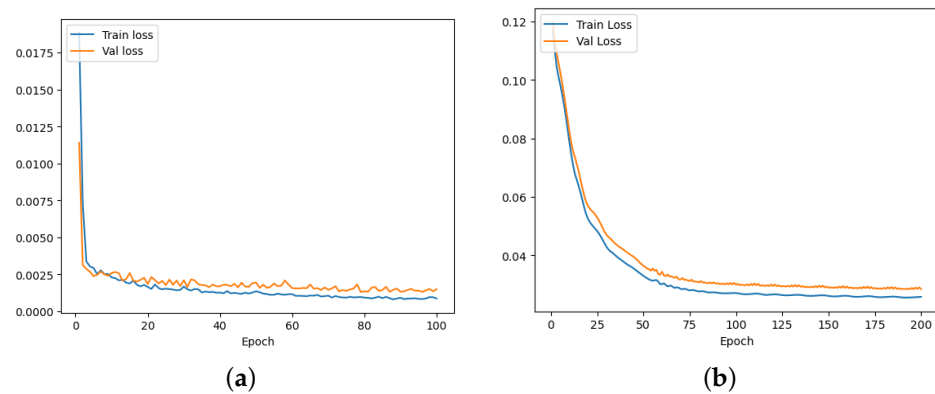 Train loss
Val loss
0.0175
0.0150
0.0125
0.0100
0.0075
0.0050
0.0025
0.0000
0 20 40 60 80 100
Epoch
(a)
Train Loss
Val Loss
0.12
0.10
0.08
0.06
0.04
0 25 50 75 100 125 150 175 200
Epoch
(b)